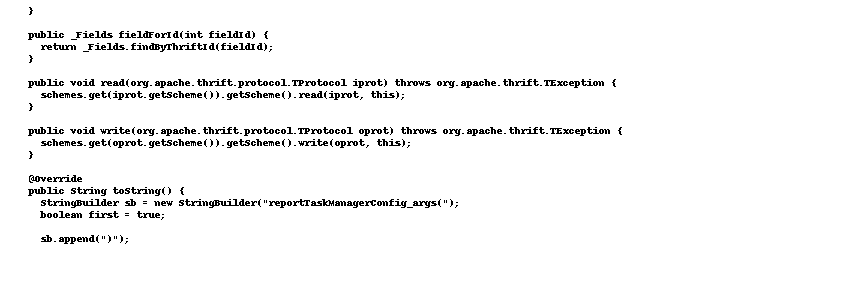 }

public _Fields fieldForId(int fieldId) {
  return _Fields.findByThriftId(fieldId);
}

public void read(org.apache.thrift.protocol.TProtocol iprot) throws org.apache.thrift.TException {
  schemes.get(iprot.getScheme()).getScheme().read(iprot, this);
}

public void write(org.apache.thrift.protocol.TProtocol oprot) throws org.apache.thrift.TException {
  schemes.get(oprot.getScheme()).getScheme().write(oprot, this);
}

@Override
public String toString() {
  StringBuilder sb = new StringBuilder("reportTaskManagerConfig_args(");
  boolean first = true;

  sb.append(")");